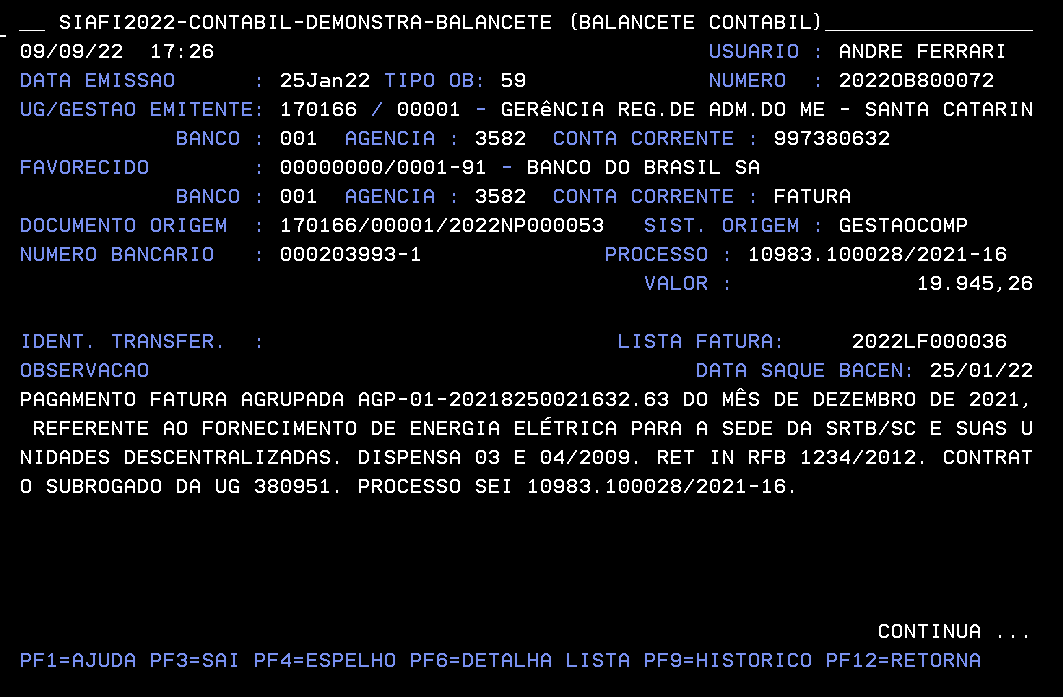 __ SIAFI2022-CONTABIL-DEMONSTRA-BALANCETE (BALANCETE CONTABIL)________________
09/09/22  17:26                                      USUARIO : ANDRE FERRARI
DATA EMISSAO      : 25Jan22 TIPO OB: 59              NUMERO  : 2022OB800072
UG/GESTAO EMITENTE: 170166 / 00001 - GERêNCIA REG.DE ADM.DO ME - SANTA CATARIN
            BANCO : 001  AGENCIA : 3582  CONTA CORRENTE : 997380632
FAVORECIDO        : 00000000/0001-91 - BANCO DO BRASIL SA
            BANCO : 001  AGENCIA : 3582  CONTA CORRENTE : FATURA
DOCUMENTO ORIGEM  : 170166/00001/2022NP000053   SIST. ORIGEM : GESTAOCOMP
NUMERO BANCARIO   : 000203993-1              PROCESSO : 10983.100028/2021-16
                                                VALOR :              19.945,26
IDENT. TRANSFER.  :                           LISTA FATURA:     2022LF000036
OBSERVACAO                                          DATA SAQUE BACEN: 25/01/22
PAGAMENTO FATURA AGRUPADA AGP-01-20218250021632.63 DO MÊS DE DEZEMBRO DE 2021,
 REFERENTE AO FORNECIMENTO DE ENERGIA ELÉTRICA PARA A SEDE DA SRTB/SC E SUAS U
NIDADES DESCENTRALIZADAS. DISPENSA 03 E 04/2009. RET IN RFB 1234/2012. CONTRAT
O SUBROGADO DA UG 380951. PROCESSO SEI 10983.100028/2021-16.
                                                                  CONTINUA ...
PF1=AJUDA PF3=SAI PF4=ESPELHO PF6=DETALHA LISTA PF9=HISTORICO PF12=RETORNA